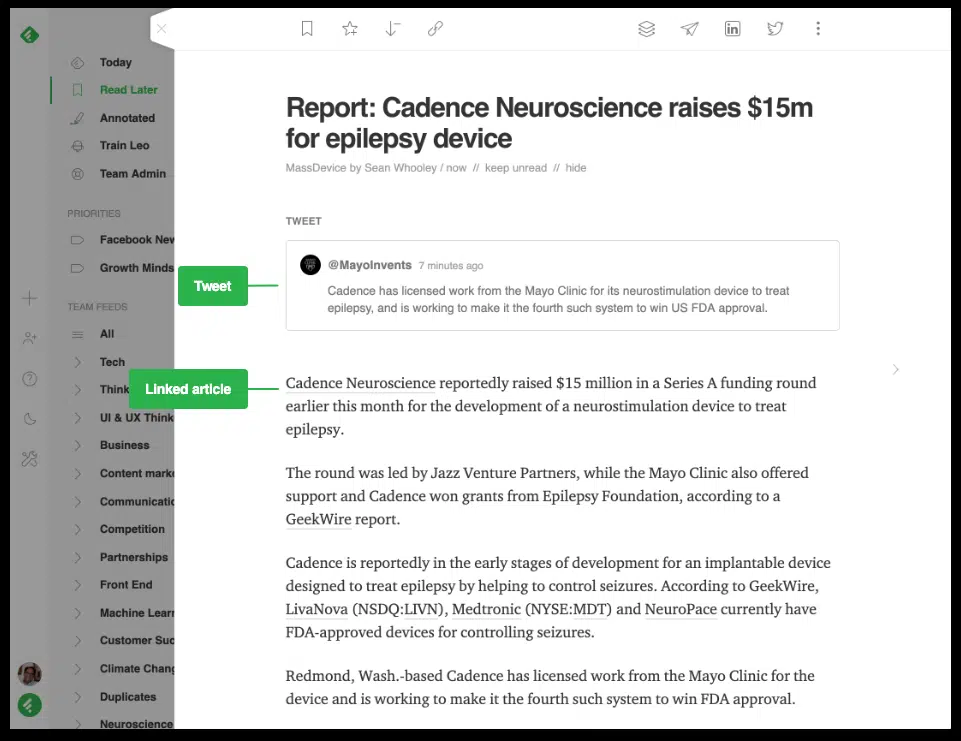 Today
Read Later
Annotated
Train Leo
Team Admin
PRIORITIES
Facebook New
Growth Minds
TEAM FEEDS
All
Tech
Think
UI & UX Think
Business
Content marke
Communicatio
Competition
Partnerships
Front End
Machine Learn
Customer Suc
Climate Chang
Duplicates
Neuroscience
Tweet
Linked article
Report: Cadence Neuroscience raises $15m
for epilepsy device
MassDevice by Sean Whooley / now // keep unread // hide
TWEET
@MayoInvents 7 minutes ago
Cadence has licensed work from the Mayo Clinic for its neurostimulation device to treat
epilepsy, and is working to make it the fourth such system to win US FDA approval.
Cadence Neuroscience reportedly raised $15 million in a Series A funding round
earlier this month for the development of a neurostimulation device to treat
epilepsy.
The round was led by Jazz Venture Partners, while the Mayo Clinic also offered
support and Cadence won grants from Epilepsy Foundation, according to a
GeekWire report.
Cadence is reportedly in the early stages of development for an implantable device
designed to treat epilepsy by helping to control seizures. According to GeekWire,
LivaNova (NSDQ:LIVN), Medtronic (NYSE:MDT) and NeuroPace currently have
FDA-approved devices for controlling seizures.
Redmond, Wash.-based Cadence has licensed work from the Mayo Clinic for the
device and is working to make it the fourth such system to win FDA approval.